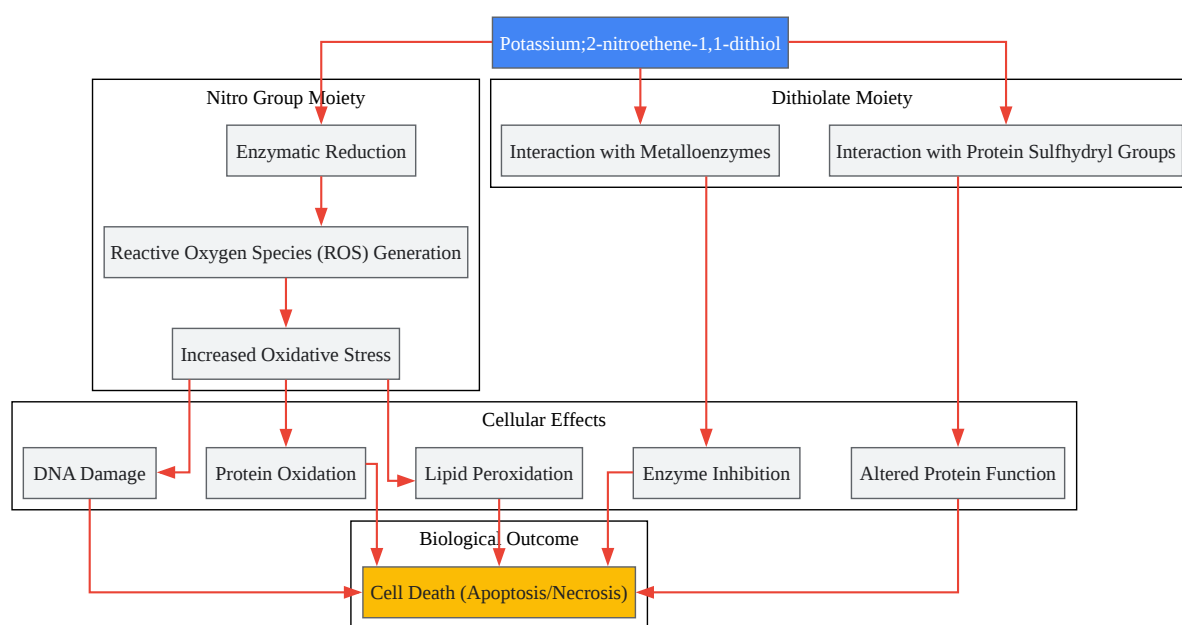 Potassium;2-nitroethene-1,1-dithiol
Nitro Group Moiety
Dithiolate Moiety
Enzymatic Reduction
Interaction with Metalloenzymes
Interaction with Protein Sulfhydryl Groups
Reactive Oxygen Species (ROS) Generation
Increased Oxidative Stress
Cellular Effects
DNA Damage
Protein Oxidation
Lipid Peroxidation
Enzyme Inhibition
Altered Protein Function
Biological Outcome
Cell Death (Apoptosis/Necrosis)